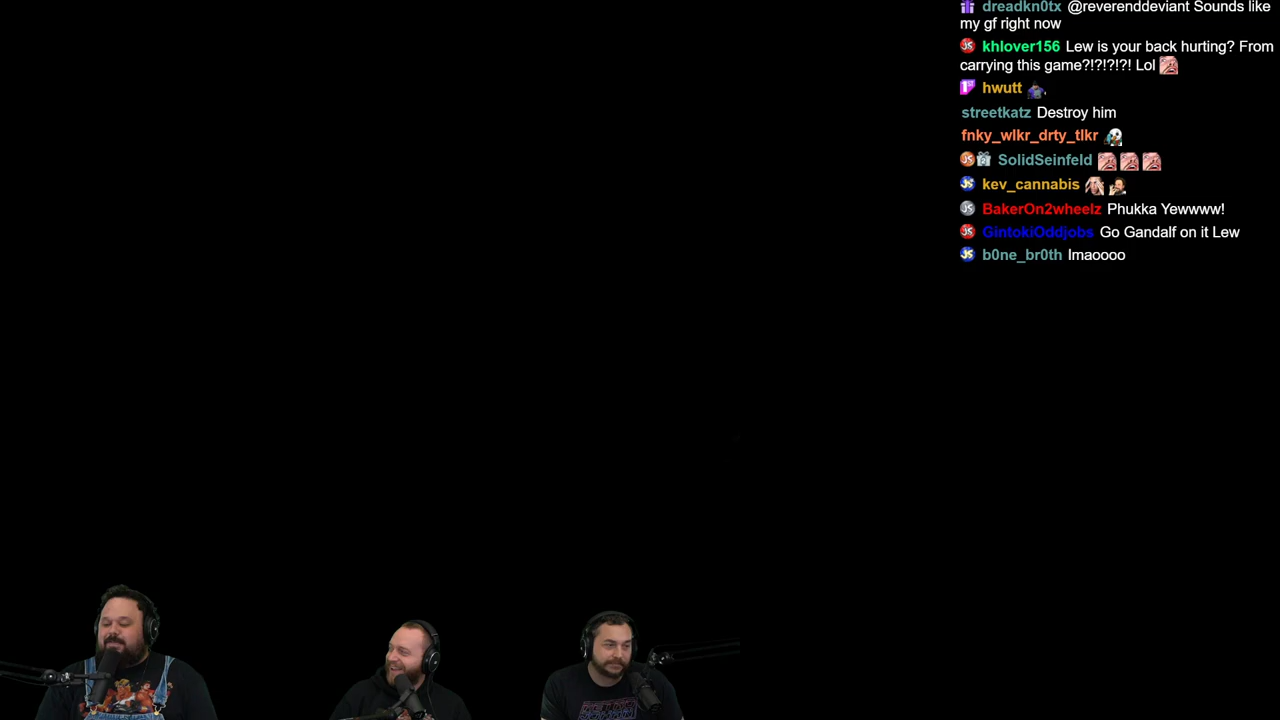 dreadkn0tx @reverenddeviant Sounds like
my gf right now
khlover156 Lew is your back hurting? From
carrying this game?!?!?!?! Lol
hwutt
streetkatz Destroy him
fnky_wlkr_drty_tlkr
SolidSeinfeld
kev_cannabis
BakerOn2wheelz Phukka Yewwww!
GintokiOddjobs Go Gandalf on it Lew
b0ne_br0th lmaoooo